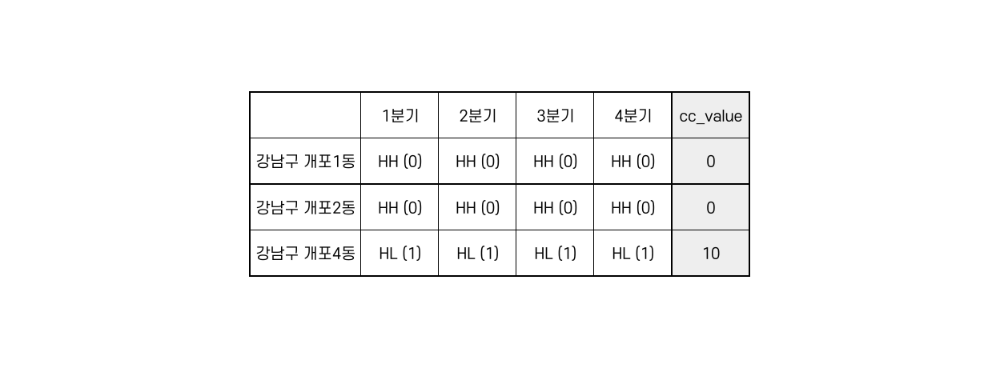 1분기 2분기 3분기 4분기 cc_value
강남구 개포1동 HH (0) HH (0) HH (0) HH (0) 0
강남구 개포2동 HH (0) HH (0) HH (0) HH (0) 0
강남구 개포4동 HL (1) HL (1) HL (1) HL (1) 10